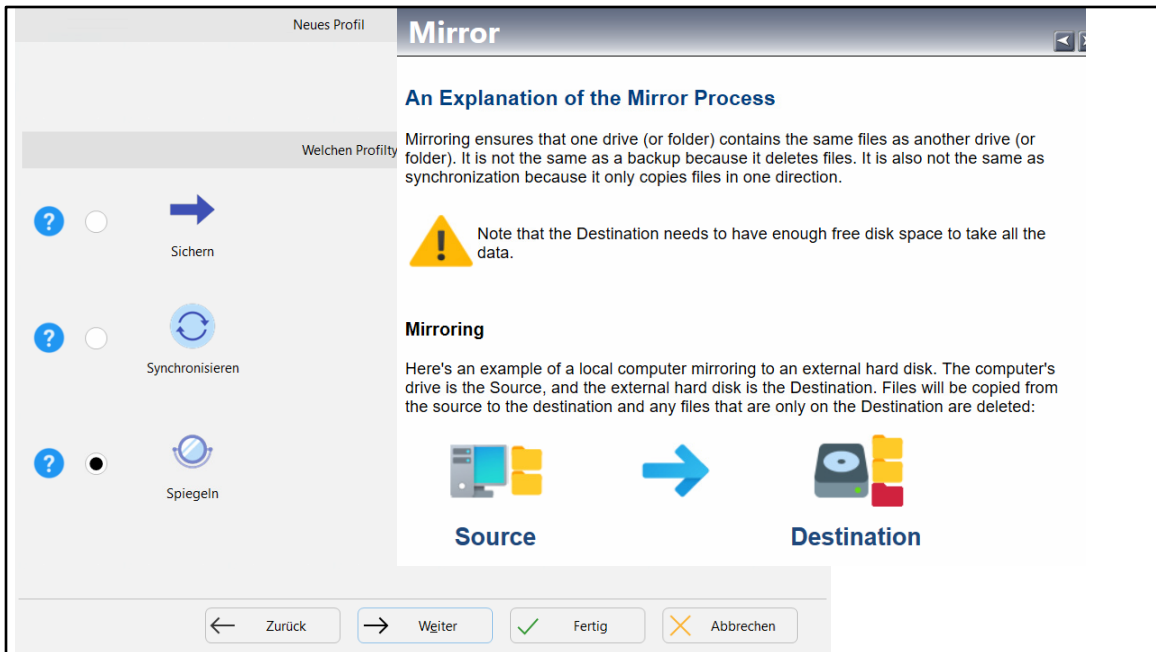 Neues Profil
Mirror
An Explanation of the Mirror Process
Mirroring ensures that one drive (or folder) contains the same files as another drive (or
folder). It is not the same as a backup because it deletes files. It is also not the same as
synchronization because it only copies files in one direction.
Welchen Profilty
Sichern
Note that the Destination needs to have enough free disk space to take all the
data.
Synchronisieren
Mirroring
Here's an example of a local computer mirroring to an external hard disk. The computer's
drive is the Source, and the external hard disk is the Destination. Files will be copied from
the source to the destination and any files that are only on the Destination are deleted:
Spiegeln
Source
Destination
Zurück
Weiter
Fertig
Abbrechen